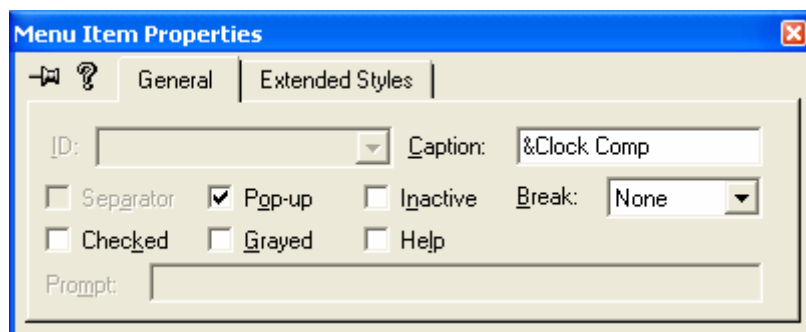 Menu Item Properties
General Extended Styles
ID: Caption: &Clock Comp
Separator Pop-up Inactive Break: None
Checked Grayed Help
Prompt: